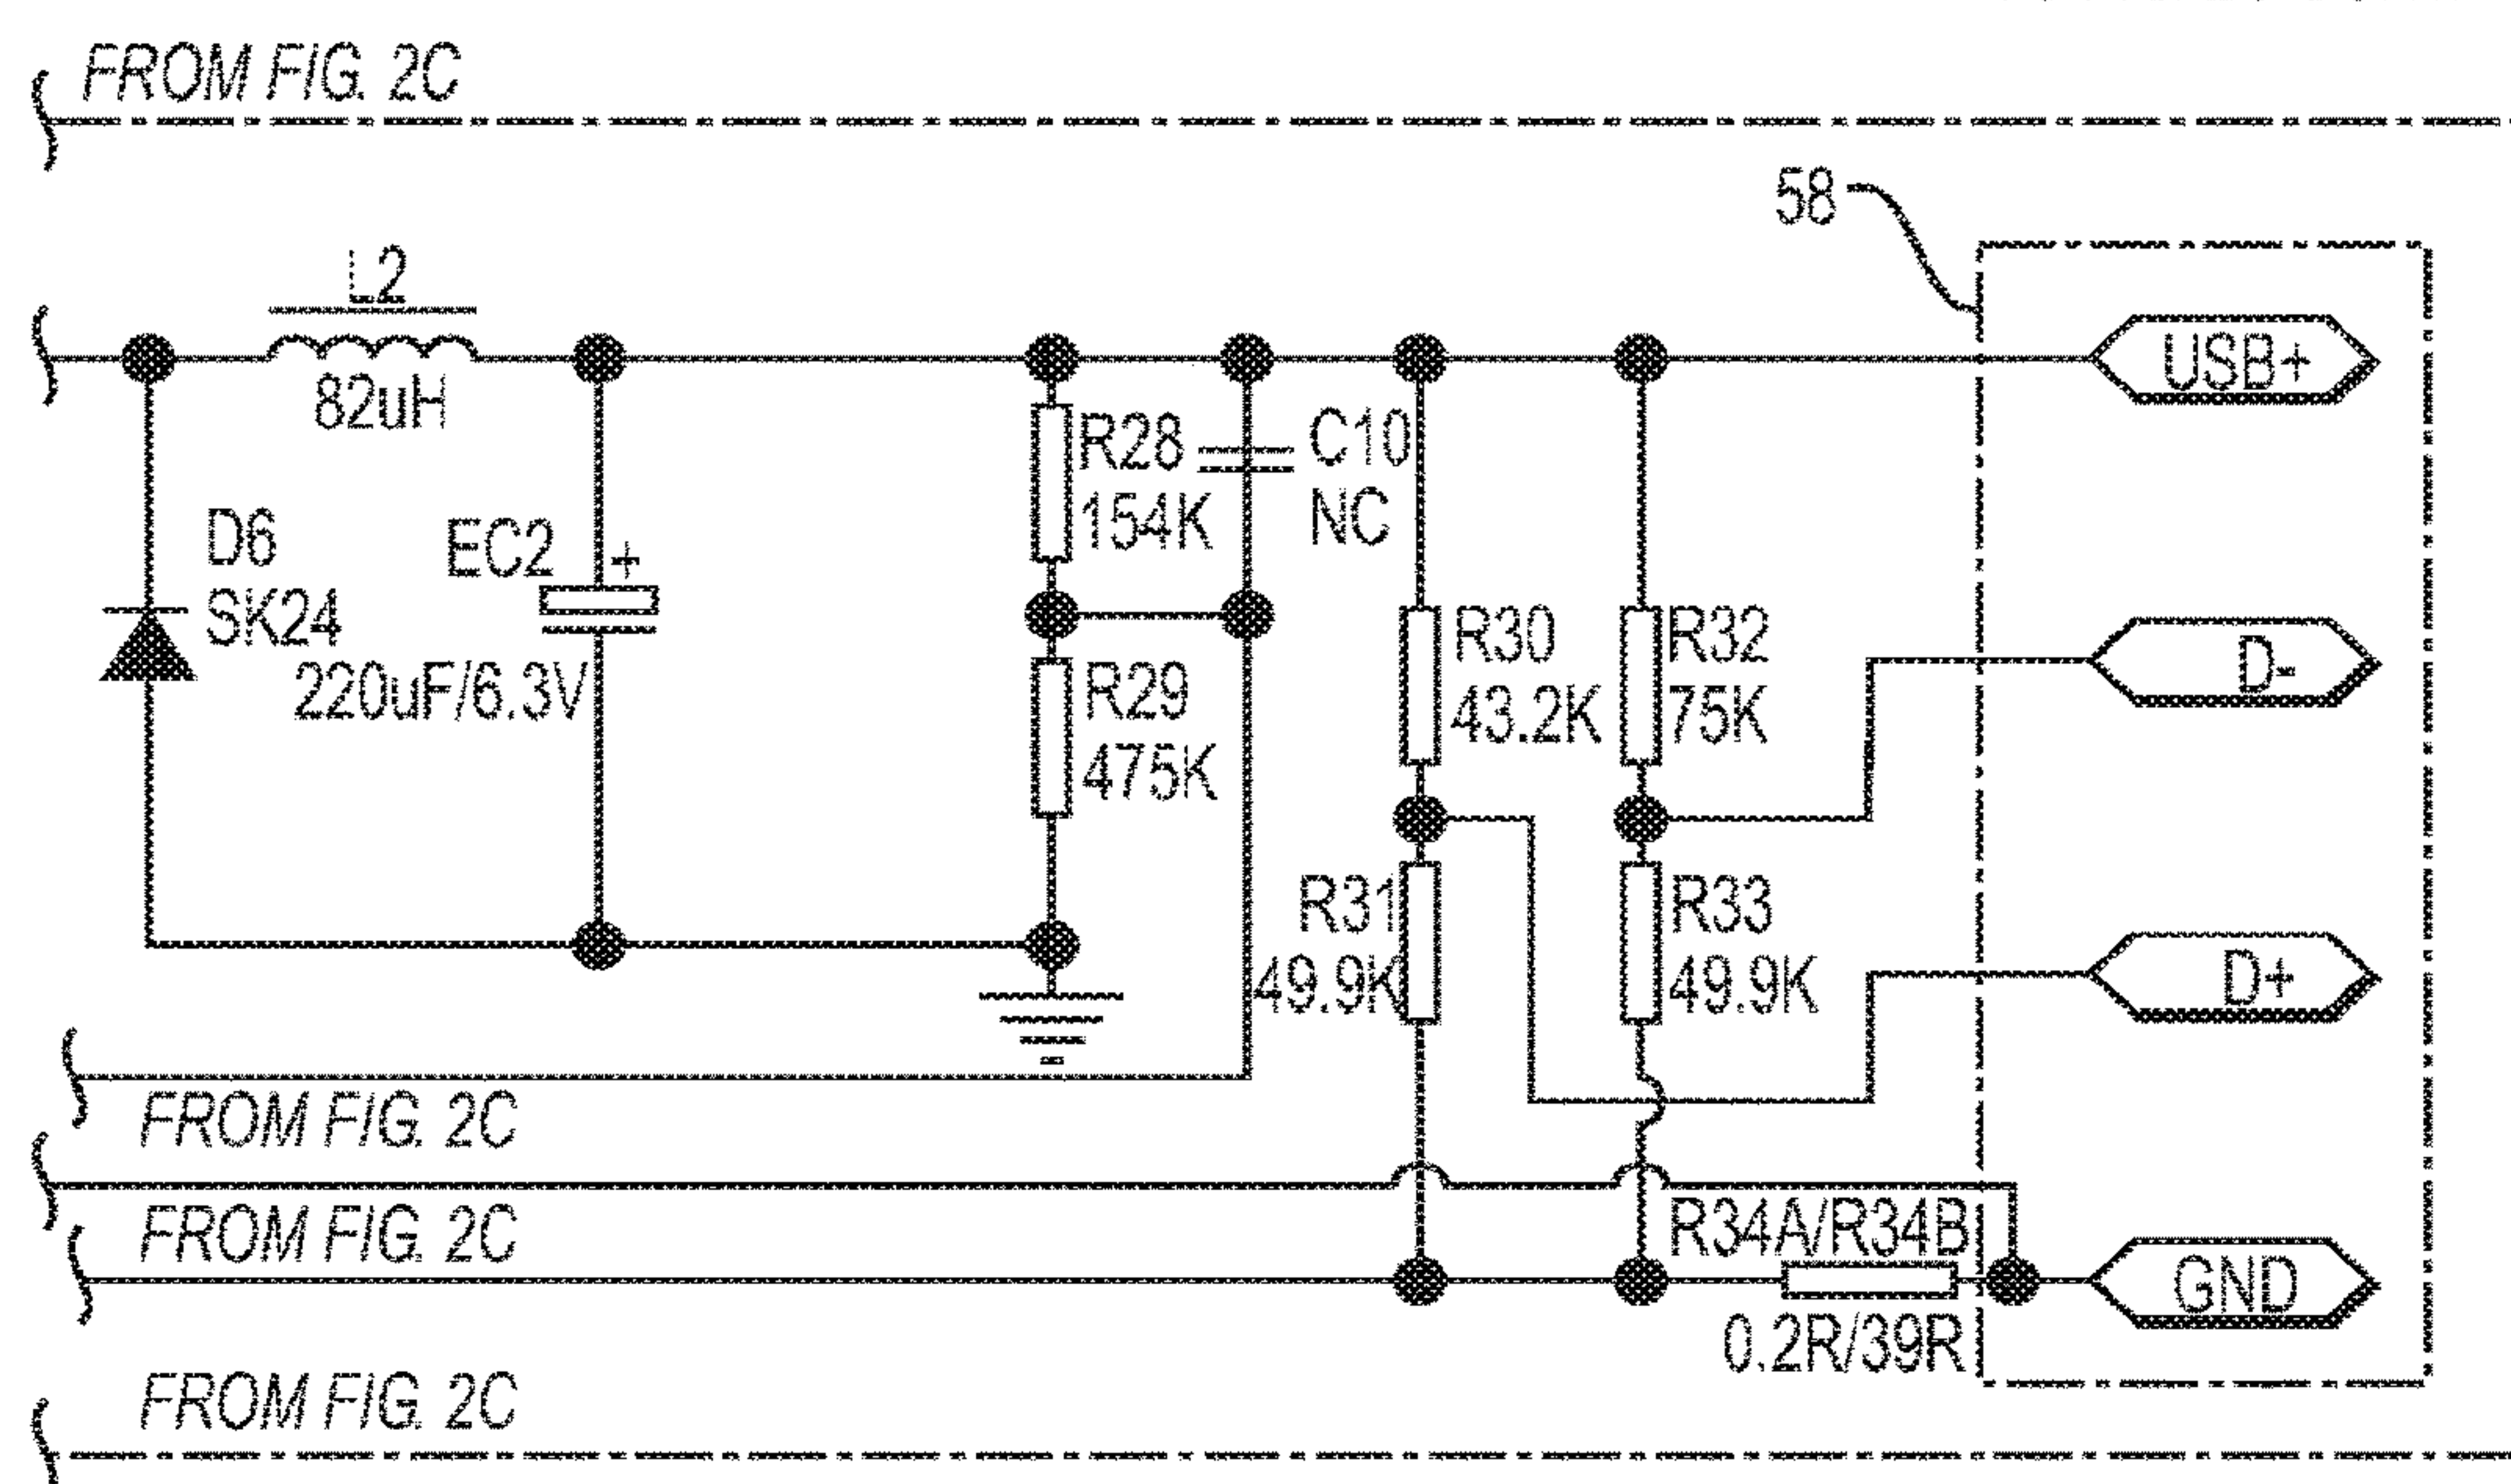 FROM FIG. 2C
58
L2
82uH
USB+
R28
154K
C10
NC
D6
SK24
EC2
+
220uF/6.3V
R29
475K
R30
43.2K
R32
75K
D-
R31
49.9K
R33
49.9K
D+
FROM FIG. 2C
FROM FIG. 2C
R34A/R34B
0.2R/39R
GND
FROM FIG. 2C